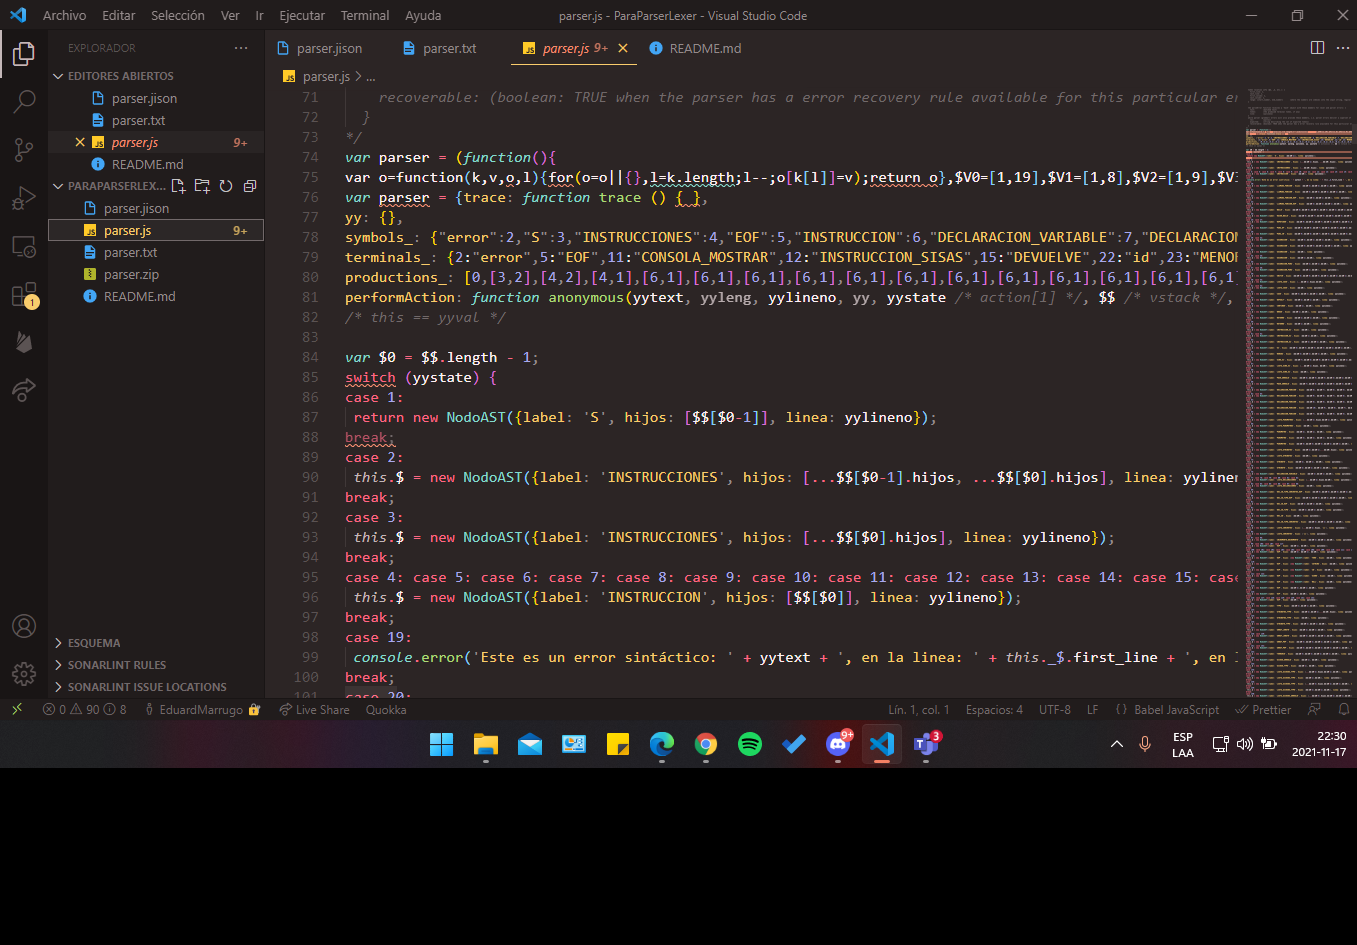 Archivo Editar Selección Ver Ir Ejecutar Terminal Ayuda
parser.js - ParaParserLexer - Visual Studio Code
EXPLORADOR
EDITORES ABIERTOS
parser.jison
parser.txt
parser.js 9+
README.md
PARAPARSERLEX...
parser.jison
parser.js 9+
parser.txt
parser.zip
README.md
ESQUEMA
SONARLINT RULES
SONARLINT ISSUE LOCATIONS
1
parser.jison parser.txt parser.js 9+ README.md
parser.js > ...
71 recoverable: (boolean: TRUE when the parser has a error recovery rule available for this particular er
72 }
73 */
74 var parser = (function(){
75 var o=function(k,v,o,l){for(o=o||{},l=k.length;l--;o[k[l]]=v);return o},$V0=[1,19],$V1=[1,8],$V2=[1,9],$V
76 var parser = {trace: function trace () { },
77 yy: {},
78 symbols_: {"error":2,"S":3,"INSTRUCCIONES":4,"EOF":5,"INSTRUCCION":6,"DECLARACION_VARIABLE":7,"DECLARACION
79 terminals_: {2:"error",5:"EOF",11:"CONSOLA_MOSTRAR",12:"INSTRUCCION_SISAS",15:"DEVUELVE",22:"id",23:"MENOR
80 productions_: [0,[3,2],[4,2],[4,1],[6,1],[6,1],[6,1],[6,1],[6,1],[6,1],[6,1],[6,1],[6,1],[6,1],[6,1],[6,1]
81 performAction: function anonymous(yytext, yyleng, yylineno, yy, yystate /* action[1] */, $$ /* vstack */,
82 /* this == yyval */
83
84 var $0 = $$.length - 1;
85 switch (yystate) {
86 case 1:
87 return new NodoAST({label: 'S', hijos: [$$[$0-1]], linea: yylineno});
88 break;
89 case 2:
90 this.$ = new NodoAST({label: 'INSTRUCCIONES', hijos: [...$$[$0-1].hijos, ...$$[$0].hijos], linea: yylinen
91 break;
92 case 3:
93 this.$ = new NodoAST({label: 'INSTRUCCIONES', hijos: [...$$[$0].hijos], linea: yylineno});
94 break;
95 case 4: case 5: case 6: case 7: case 8: case 9: case 10: case 11: case 12: case 13: case 14: case 15: case
96 this.$ = new NodoAST({label: 'INSTRUCCION', hijos: [$$[$0]], linea: yylineno});
97 break;
98 case 19:
99 console.error('Este es un error sintáctico: ' + yytext + ', en la linea: ' + this._$.first_line + ', en
100 break;
101 case 20:
0 90 8 EduardMarrugo Live Share Quokka
Lín. 1, col. 1 Espacios: 4 UTF-8 LF {} Babel JavaScript Prettier
9+ 3
ESP
LAA
22:30
2021-11-17